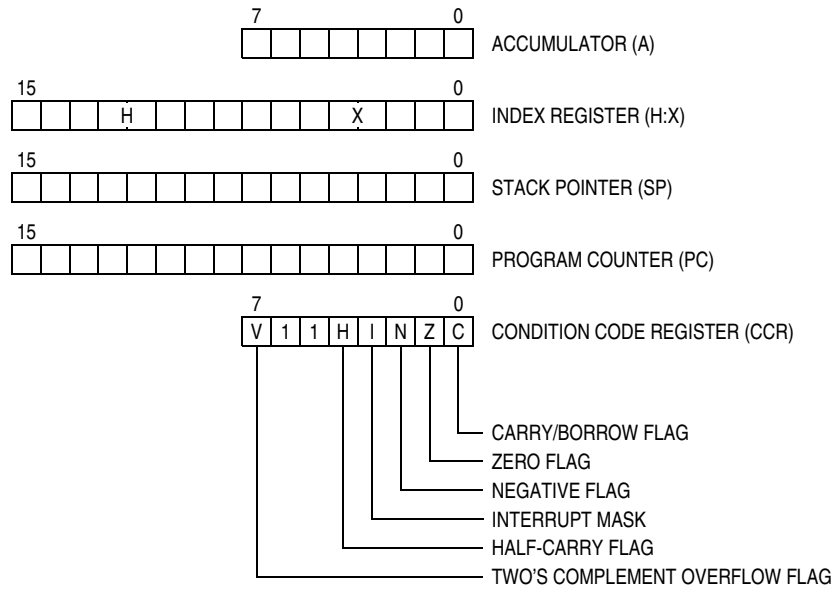 7 0
ACCUMULATOR (A)
15 0
H X INDEX REGISTER (H:X)
15 0
STACK POINTER (SP)
15 0
PROGRAM COUNTER (PC)
7 0
V 1 1 H I N Z C CONDITION CODE REGISTER (CCR)
CARRY/BORROW FLAG
ZERO FLAG
NEGATIVE FLAG
INTERRUPT MASK
HALF-CARRY FLAG
TWO'S COMPLEMENT OVERFLOW FLAG